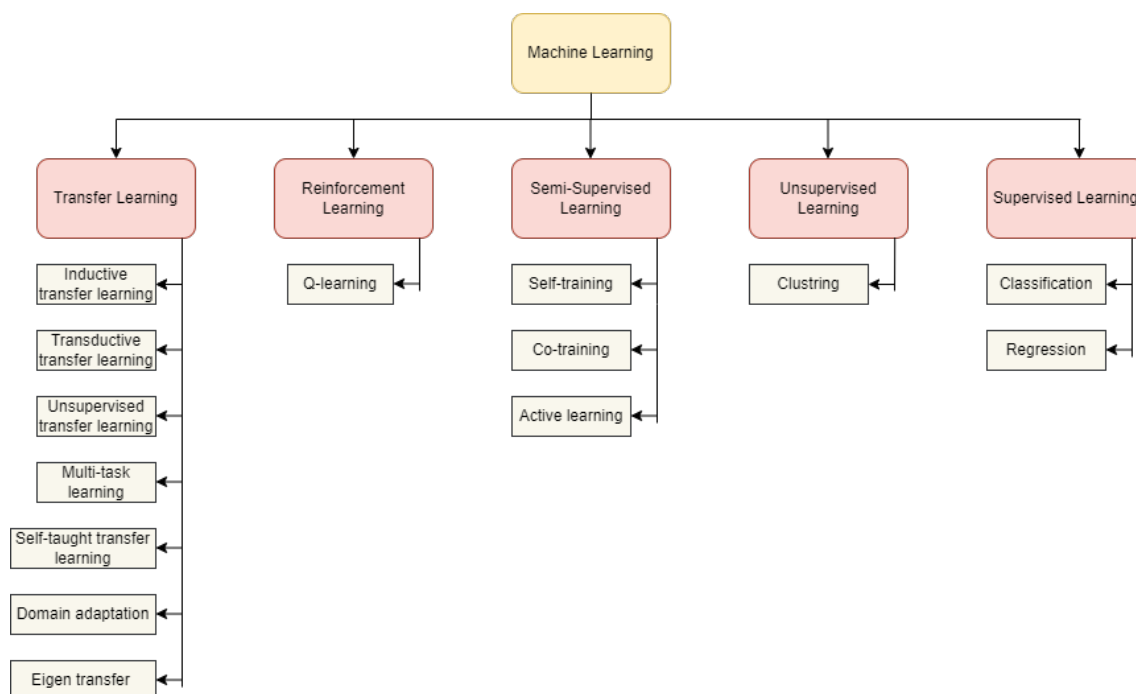 Machine Learning
Transfer Learning
Reinforcement
Learning
Semi-Supervised
Learning
Unsupervised
Learning
Supervised Learning
Inductive
transfer learning
Transductive
transfer learning
Unsupervised
transfer learning
Multi-task
learning
Self-taught transfer
learning
Domain adaptation
Eigen transfer
Q-learning
Self-training
Co-training
Active learning
Clustring
Classification
Regression